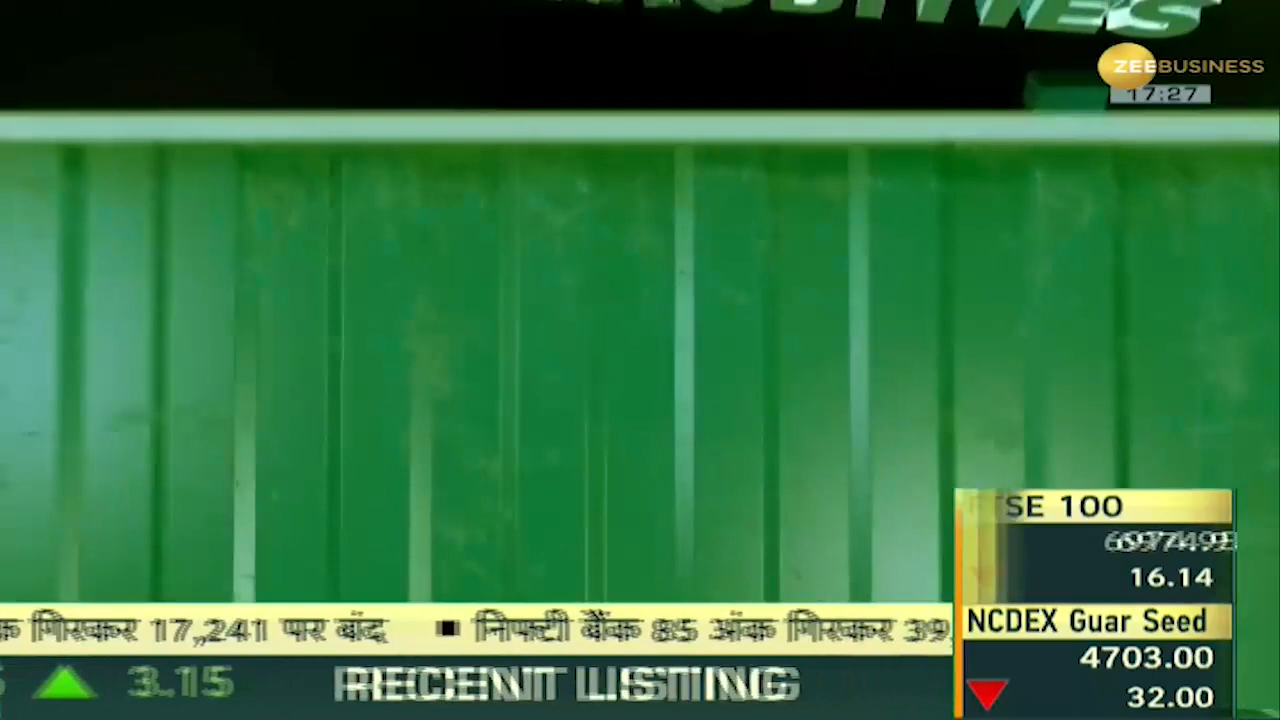 ZEEBUSINESS
17:27
SE 100
16.14
NCDEX Guar Seed
4703.00
32.00
क गिरकर 17,241 पर बंद ■ निफ्टी बैंक 85 अंक गिरकर 39,
3.15 RECENT LISTING